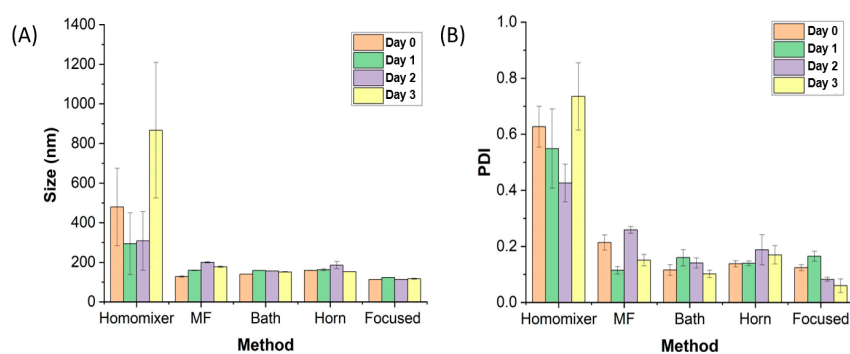 (A)
Size (nm)
1400
1200
1000
800
600
400
200
0
Day 0
Day 1
Day 2
Day 3
Homomixer MF Bath Horn Focused
Method
(B)
PDI
1.0
0.8
0.6
0.4
0.2
0.0
Day 0
Day 1
Day 2
Day 3
Homomixer MF Bath Horn Focused
Method